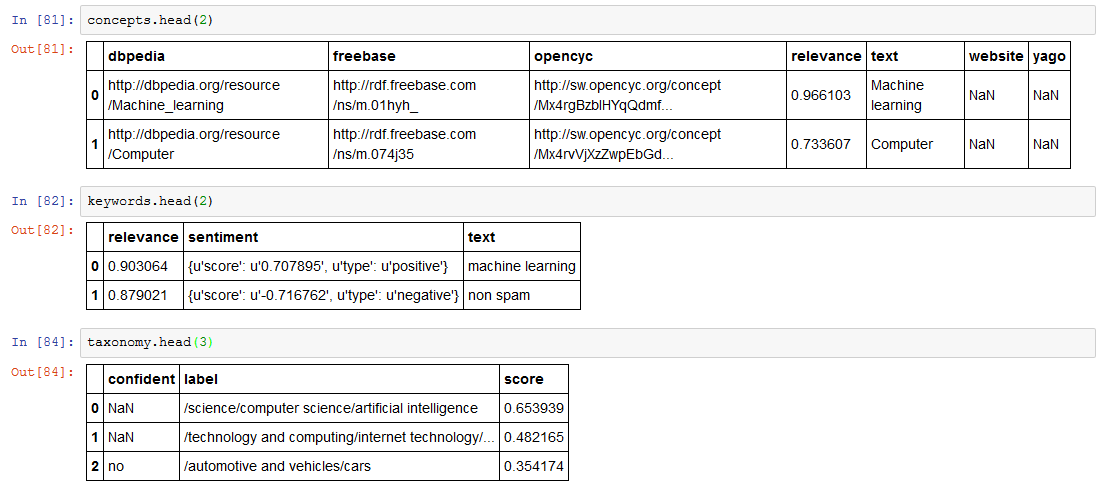 In [81]: concepts.head(2)
Out[81]:
dbpedia freebase opencyc relevance text website yago
0 http://dbpedia.org/resource/Machine_learning http://rdf.freebase.com/ns/m.01hyh_ http://sw.opencyc.org/concept/Mx4rgBzblHYqQdmf... 0.966103 Machine learning NaN NaN
1 http://dbpedia.org/resource/Computer http://rdf.freebase.com/ns/m.074j35 http://sw.opencyc.org/concept/Mx4rvVjXzZwpEbGd... 0.733607 Computer NaN NaN
In [82]: keywords.head(2)
Out[82]:
relevance sentiment text
0 0.903064 {u'score': u'0.707895', u'type': u'positive'} machine learning
1 0.879021 {u'score': u'-0.716762', u'type': u'negative'} non spam
In [84]: taxonomy.head(3)
Out[84]:
confident label score
0 NaN /science/computer science/artificial intelligence 0.653939
1 NaN /technology and computing/internet technology/... 0.482165
2 no /automotive and vehicles/cars 0.354174